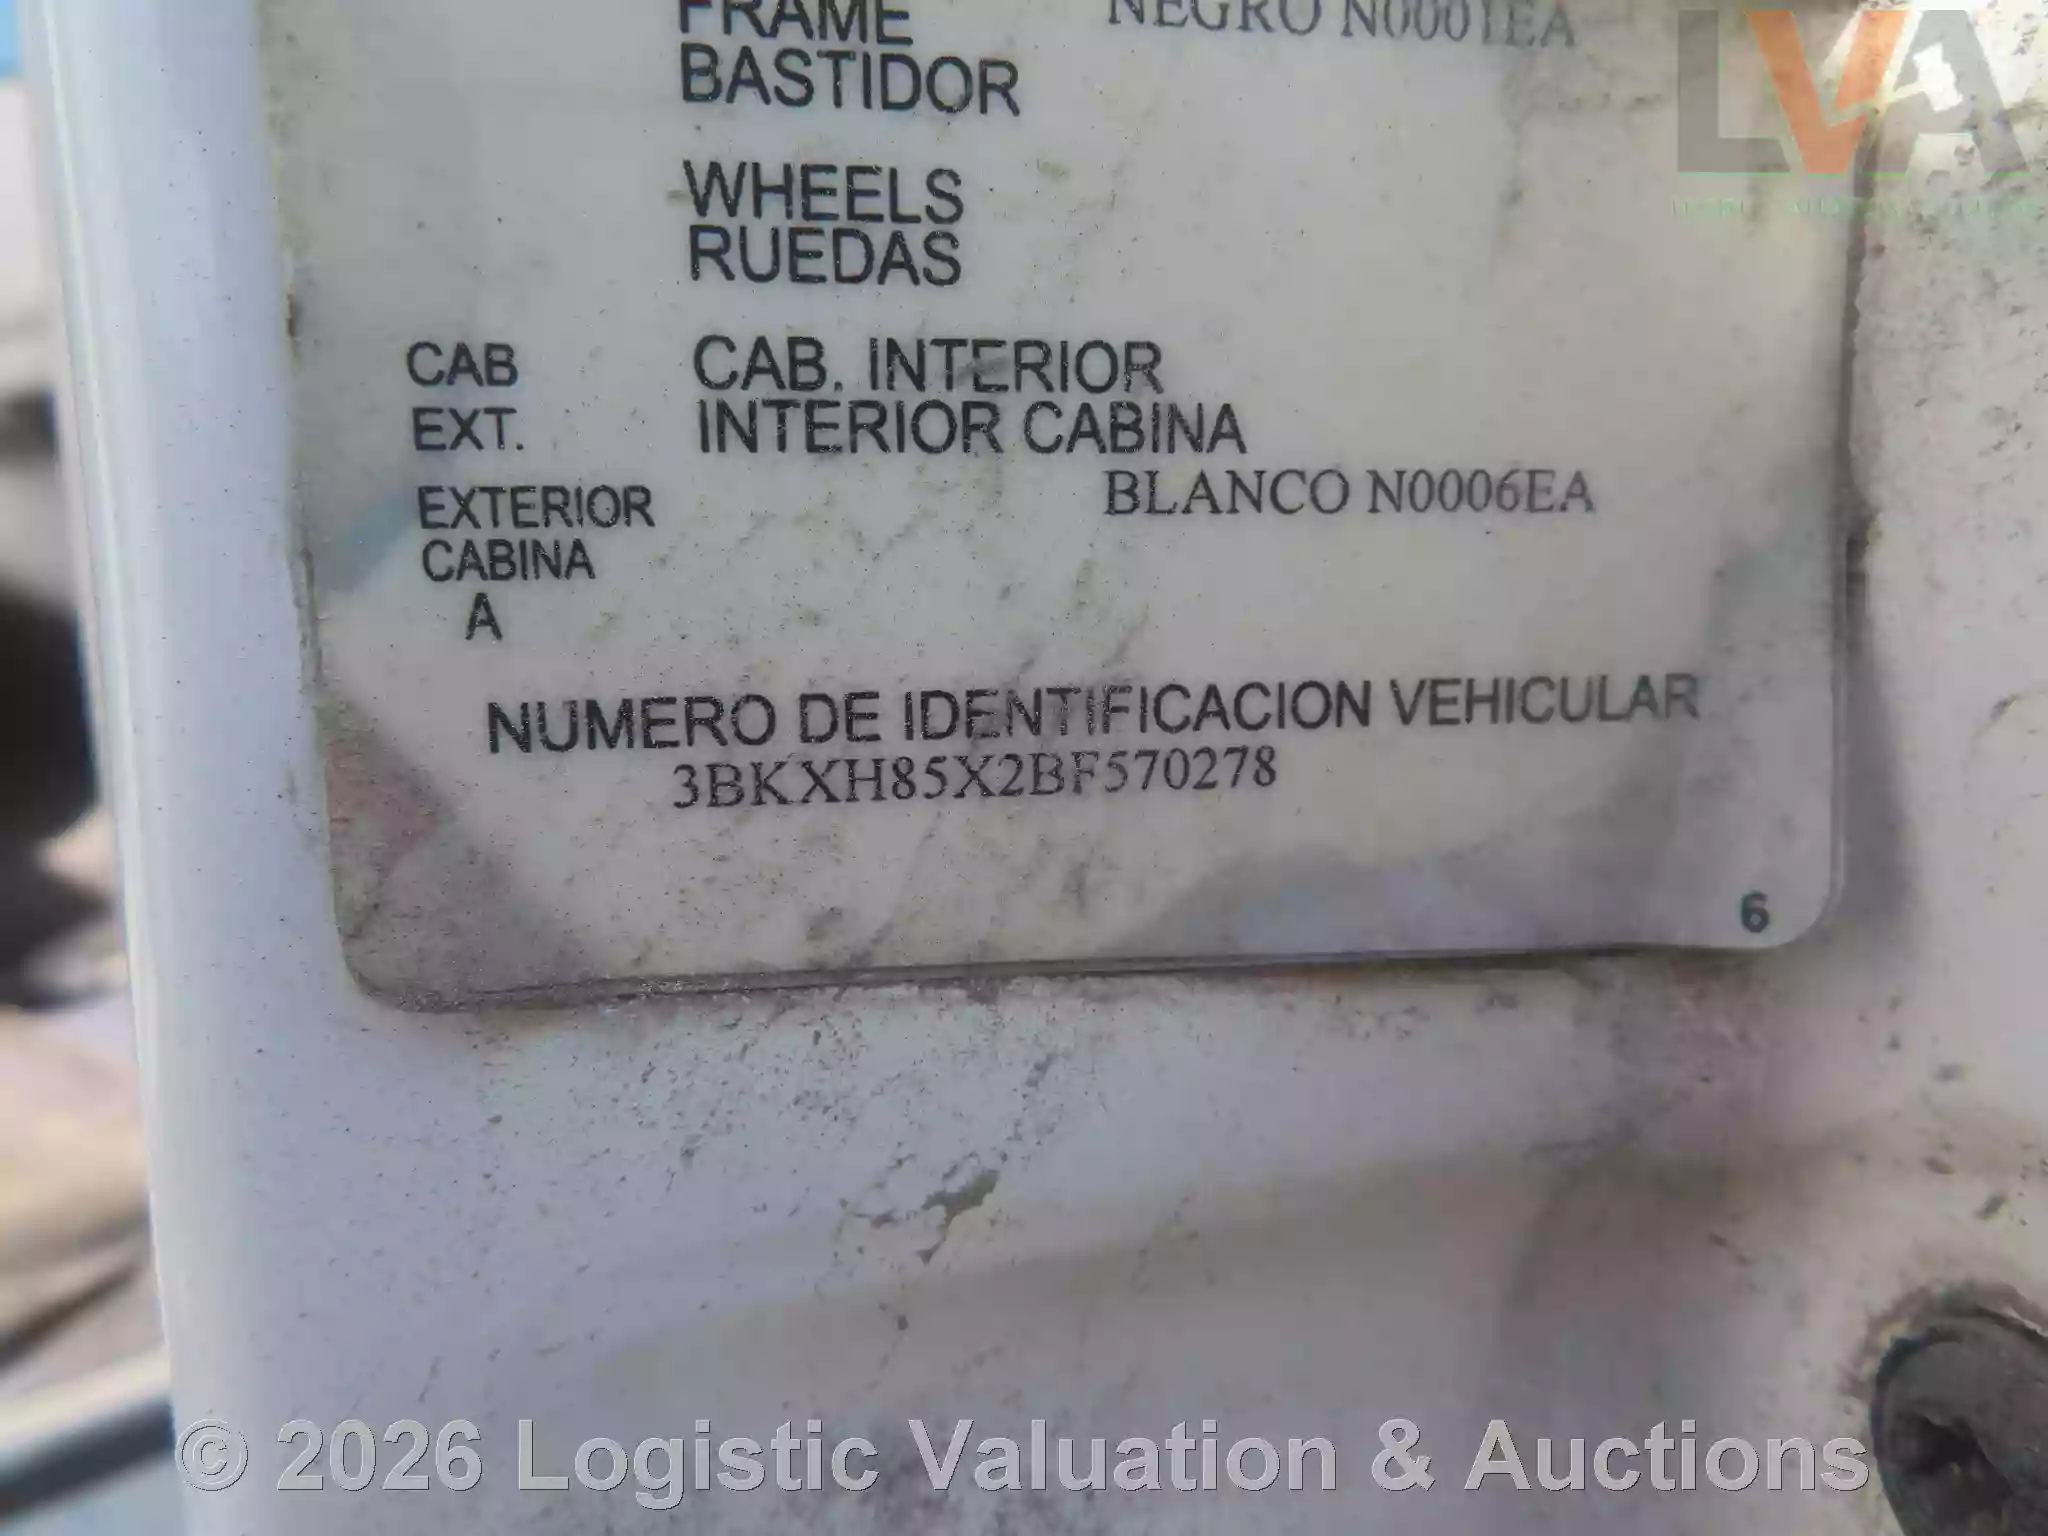 FRAME NEGRO N0001EA
BASTIDOR
WHEELS
RUEDAS
CAB CAB. INTERIOR
EXT. INTERIOR CABINA
EXTERIOR BLANCO N0006EA
CABINA
A
NUMERO DE IDENTIFICACION VEHICULAR
3BKXH85X2BF570278
6
LVA
© 2026 Logistic Valuation & Auctions